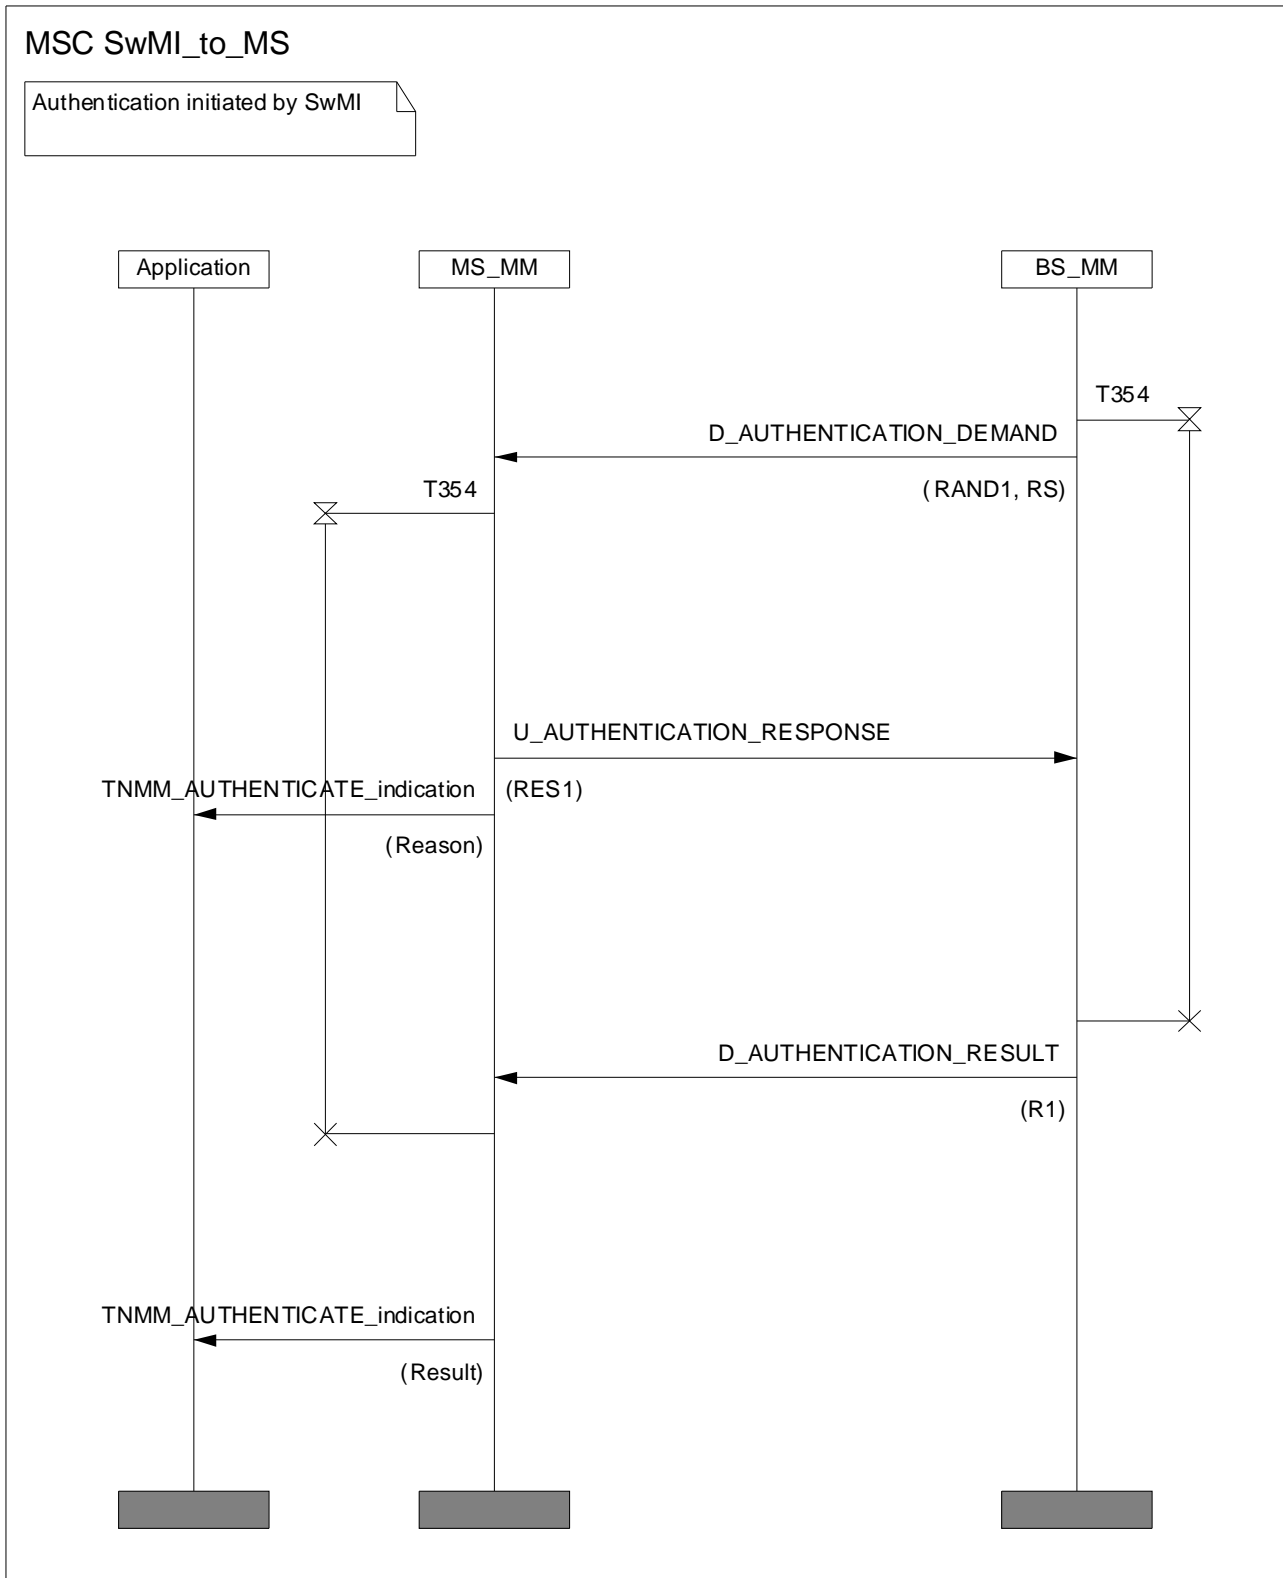 MSC SwMI_to_MS
Authentication initiated by SwMI
Application
MS_MM
BS_MM
T354
D_AUTHENTICATION_DEMAND
T354
(RAND1, RS)
U_AUTHENTICATION_RESPONSE
TNMM_AUTHENTICATE_indication
(RES1)
(Reason)
D_AUTHENTICATION_RESULT
(R1)
TNMM_AUTHENTICATE_indication
(Result)